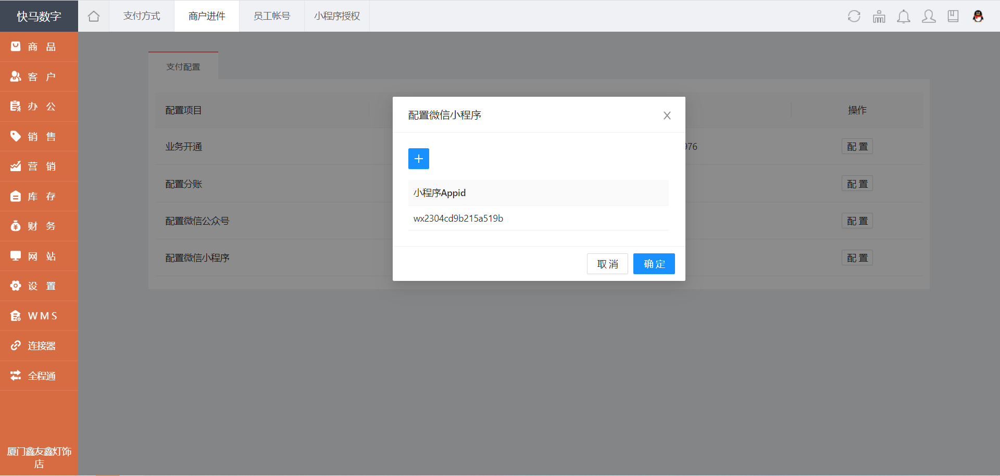 快马数字
支付方式
商户进件
员工帐号
小程序授权
商 品
客 户
办 公
销 售
营 销
库 存
财 务
网 站
设 置
WMS
连接器
全程通
厦门鑫友鑫灯饰
店
支付配置
配置项目
操作
业务开通
976
配 置
配置分账
配 置
配置微信公众号
配 置
配置微信小程序
配 置
配置微信小程序
小程序Appid
wx2304cd9b215a519b
取 消
确 定